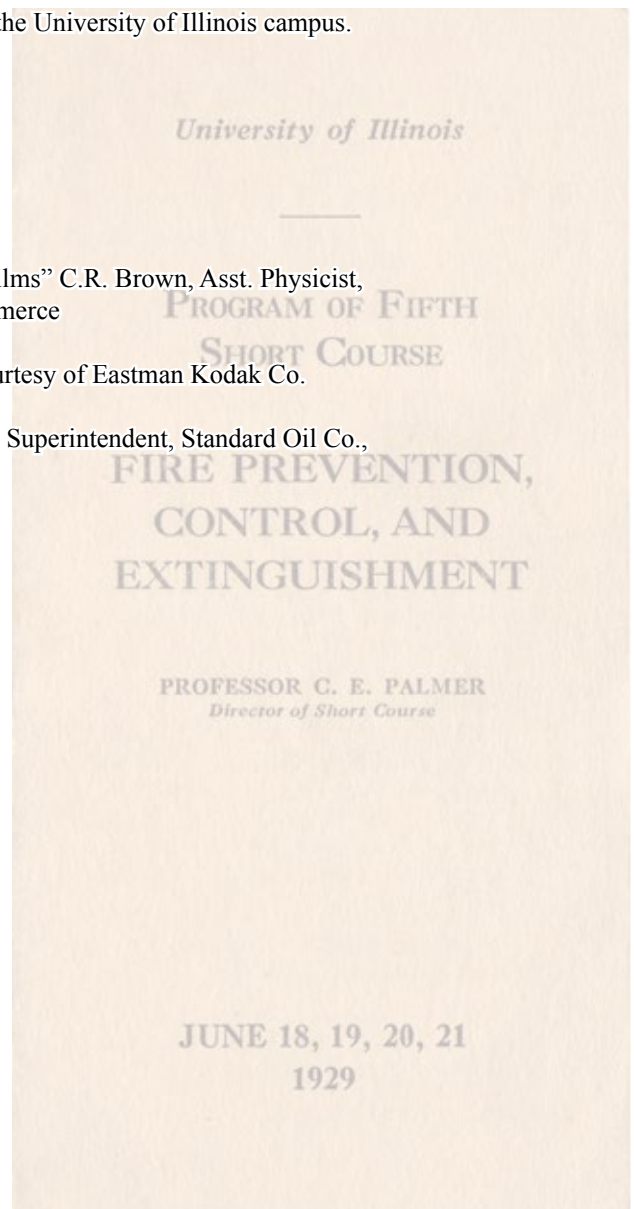 the University of Illinois campus.
University of Illinois
ilms” C.R. Brown, Asst. Physicist,
merce
PROGRAM OF FIFTH
SHORT COURSE
urtesy of Eastman Kodak Co.
Superintendent, Standard Oil Co.,
FIRE PREVENTION,
CONTROL, AND
EXTINGUISHMENT
PROFESSOR C. E. PALMER
Director of Short Course
JUNE 18, 19, 20, 21
1929